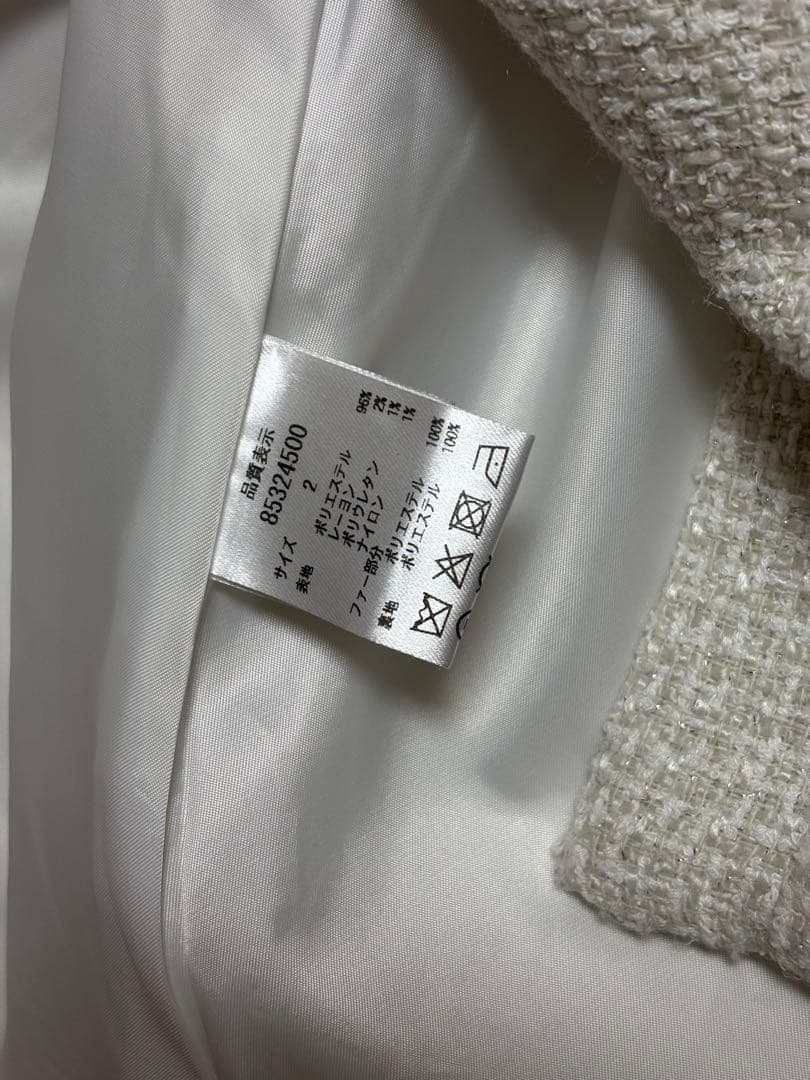 品質表示
85324500
サイズ 2
表地 ポリエステル 96%
レーヨン 2%
ポリウレタン 1%
ナイロン 1%
ファー部分 ポリエステル 100%
裏地 ポリエステル 100%